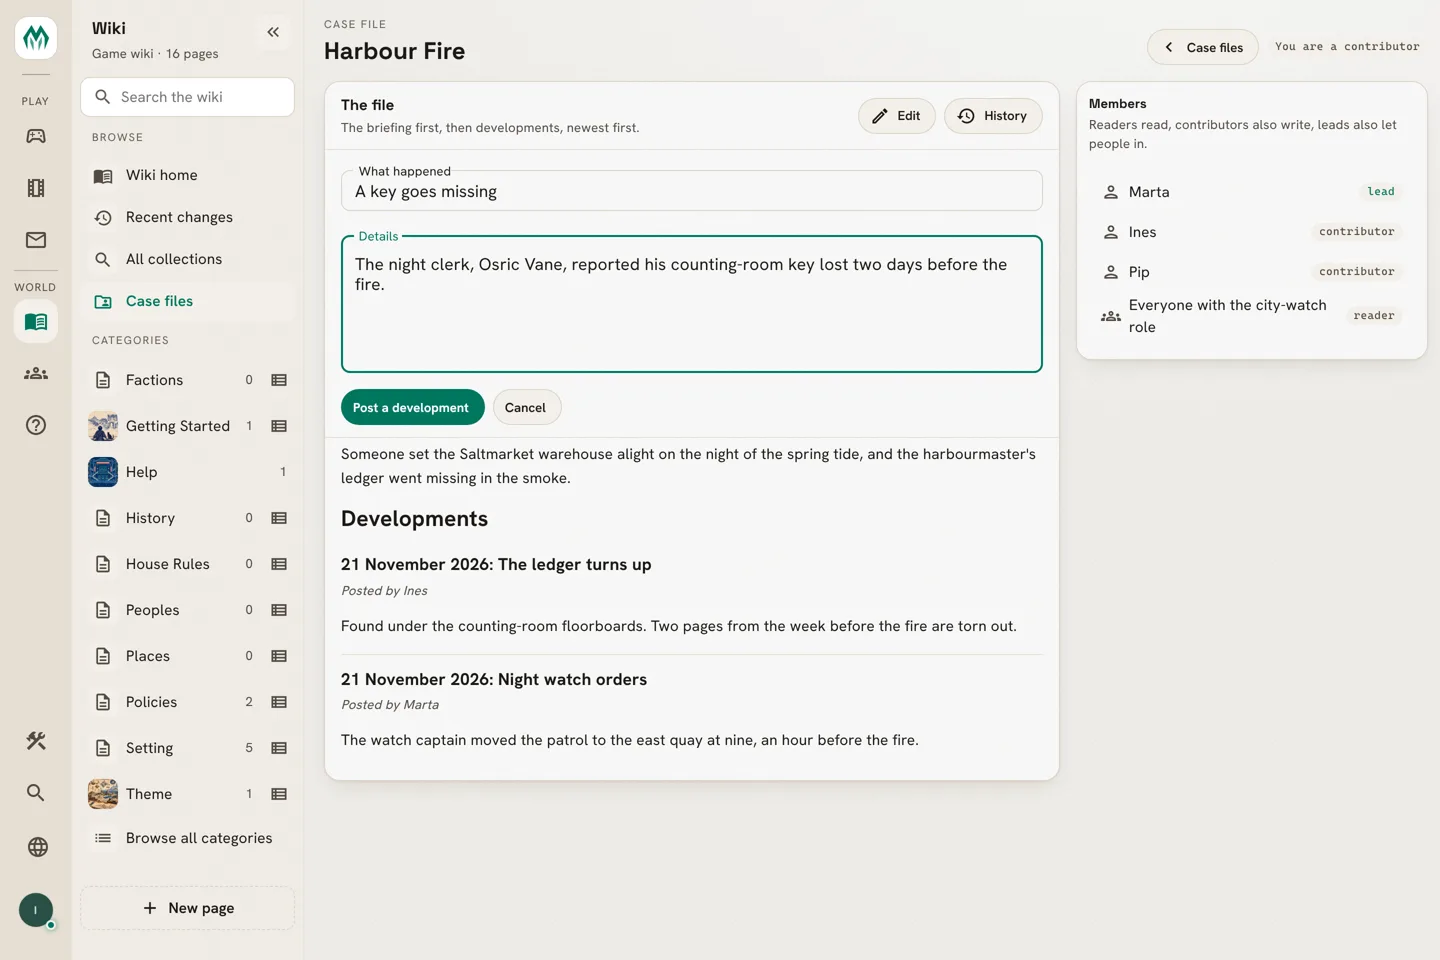 PLAY
WORLD
I
Wiki
Game wiki · 16 pages
Search the wiki
BROWSE
Wiki home
Recent changes
All collections
Case files
CATEGORIES
Factions 0
Getting Started 1
Help 1
History 0
House Rules 0
Peoples 0
Places 0
Policies 2
Setting 5
Theme 1
Browse all categories
New page
CASE FILE
Harbour Fire
Case files
You are a contributor
The file
The briefing first, then developments, newest first.
Edit
History
What happened
A key goes missing
Details
The night clerk, Osric Vane, reported his counting-room key lost two days before the
fire.
Post a development
Cancel
Someone set the Saltmarket warehouse alight on the night of the spring tide, and the harbourmaster's
ledger went missing in the smoke.
Developments
21 November 2026: The ledger turns up
Posted by Ines
Found under the counting-room floorboards. Two pages from the week before the fire are torn out.
21 November 2026: Night watch orders
Posted by Marta
The watch captain moved the patrol to the east quay at nine, an hour before the fire.
Members
Readers read, contributors also write, leads also let
people in.
Marta lead
Ines contributor
Pip contributor
Everyone with the city-watch
role
reader